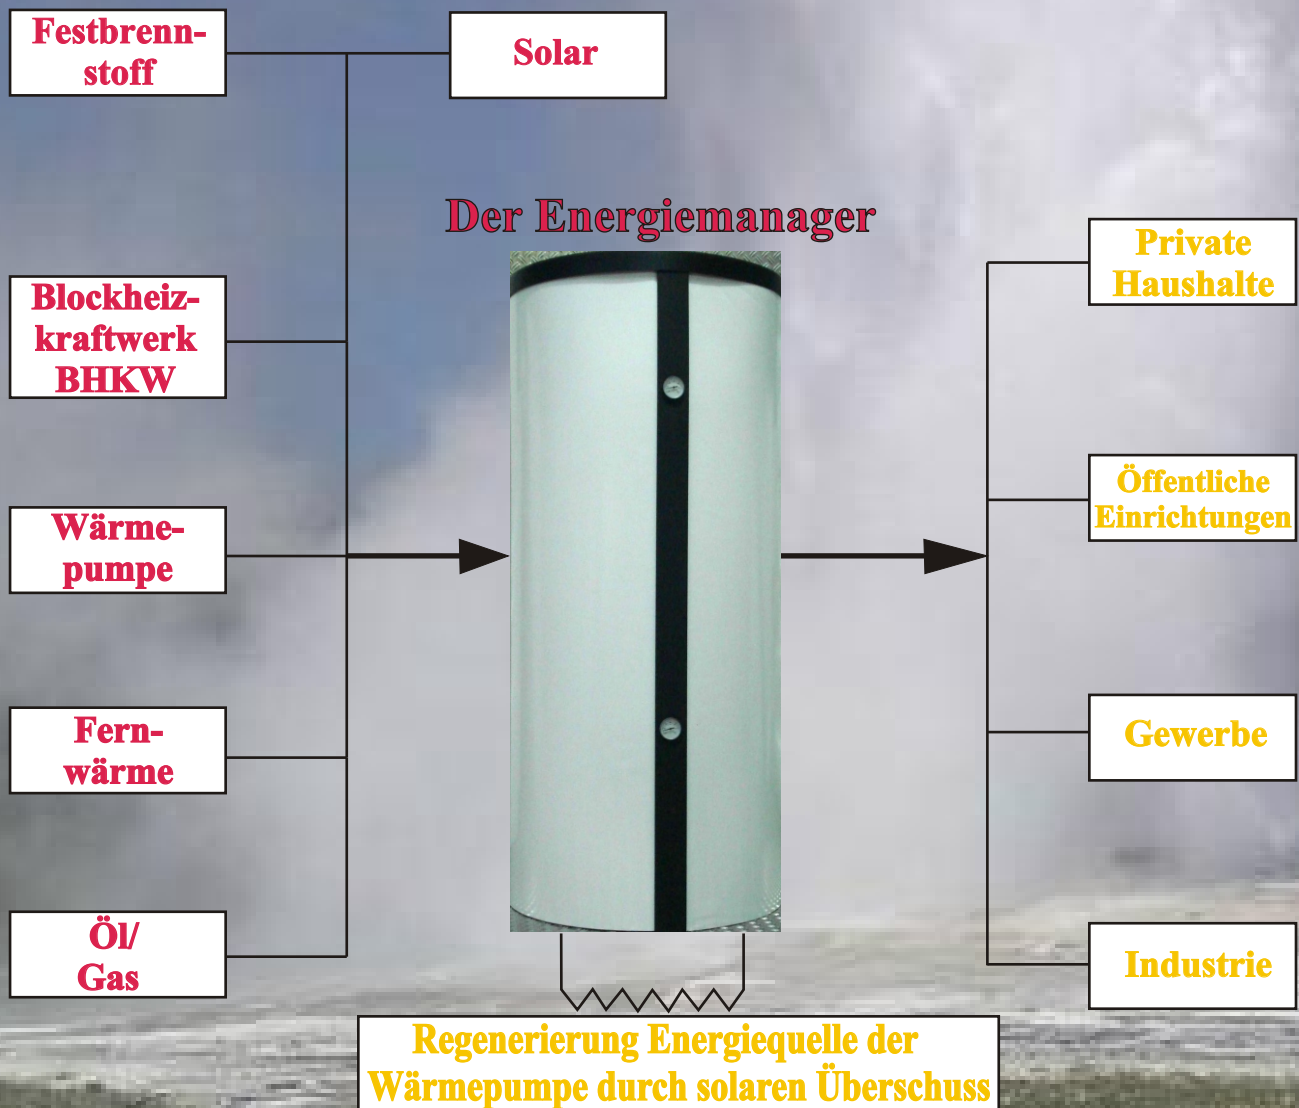 Festbrenn-
stoff
Solar
Der Energiemanager
Blockheiz-
kraftwerk
BHKW
Wärme-
pumpe
Fern-
wärme
Öl/
Gas
Private
Haushalte
Öffentliche
Einrichtungen
Gewerbe
Industrie
Regenerierung Energiequelle der
Wärmepumpe durch solaren Überschuss